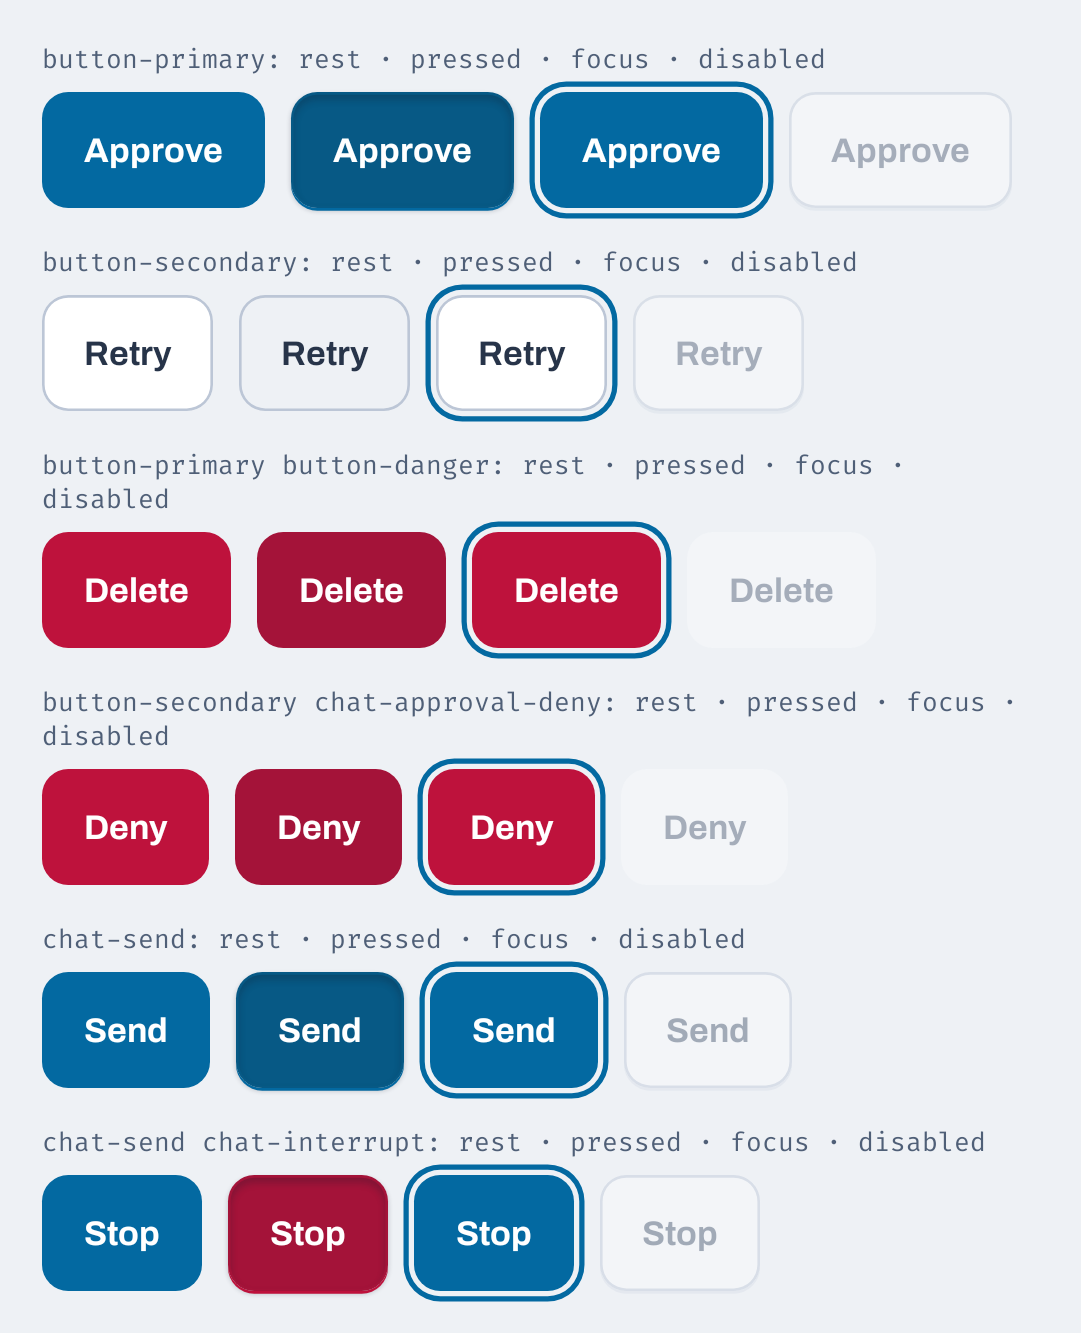 button-primary: rest · pressed · focus · disabled
Approve Approve Approve Approve
button-secondary: rest · pressed · focus · disabled
Retry Retry Retry Retry
button-primary button-danger: rest · pressed · focus ·
disabled
Delete Delete Delete Delete
button-secondary chat-approval-deny: rest · pressed · focus ·
disabled
Deny Deny Deny Deny
chat-send: rest · pressed · focus · disabled
Send Send Send Send
chat-send chat-interrupt: rest · pressed · focus · disabled
Stop Stop Stop Stop